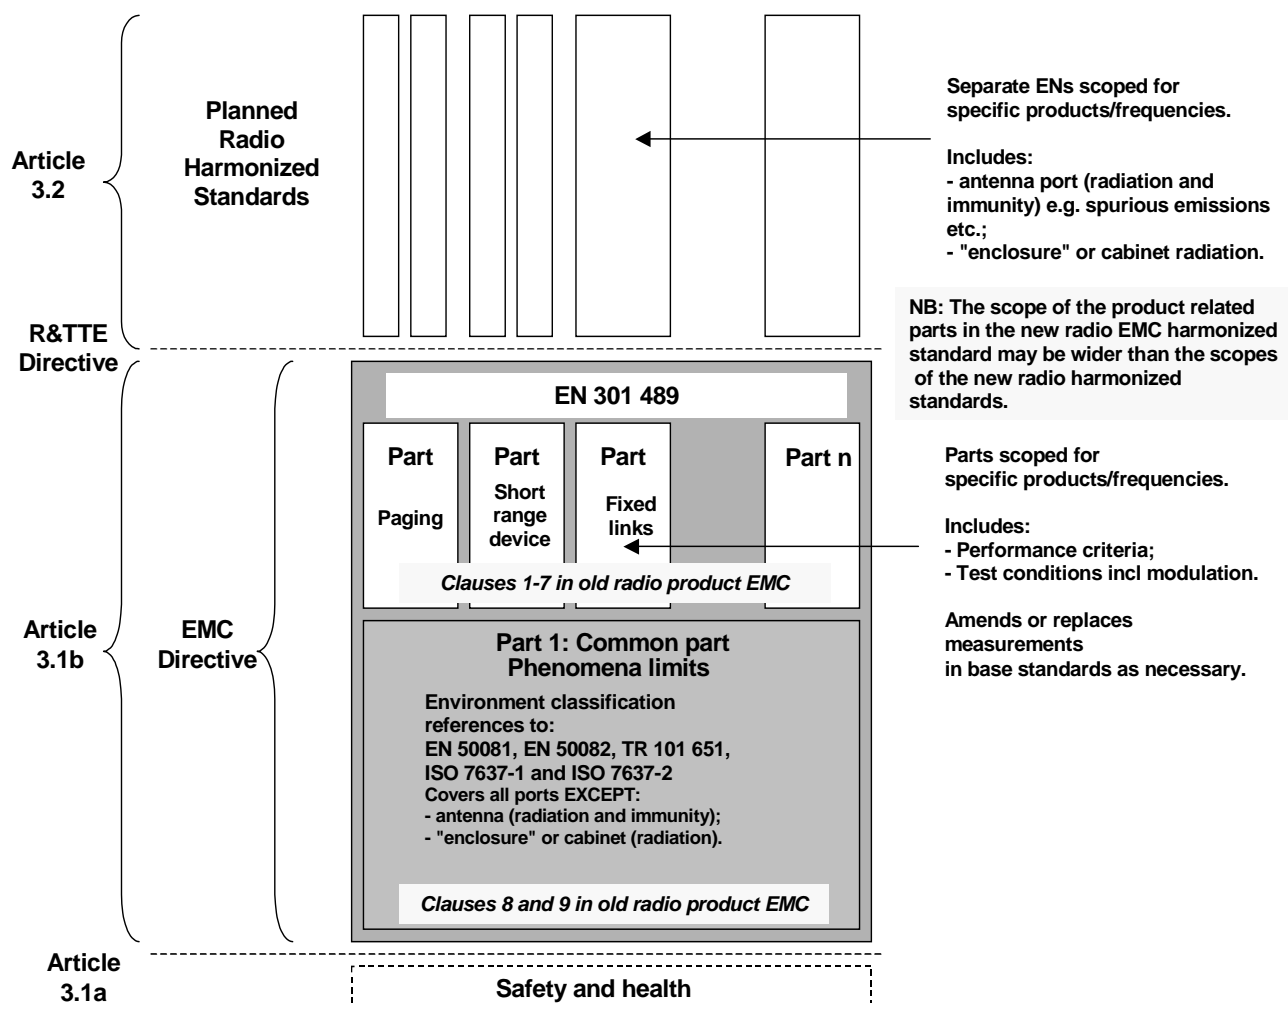 Planned
Radio
Harmonized
Standards
Article
3.2
Separate ENs scoped for
specific products/frequencies.
Includes:
- antenna port (radiation and
immunity) e.g. spurious emissions
etc.;
- "enclosure" or cabinet radiation.
NB: The scope of the product related
parts in the new radio EMC harmonized
standard may be wider than the scopes
of the new radio harmonized
standards.
R&TTE
Directive
EN 301 489
Part
Paging
Part
Short
range
device
Part
Fixed
links
Part n
Clauses 1-7 in old radio product EMC
Parts scoped for
specific products/frequencies.
Includes:
- Performance criteria;
- Test conditions incl modulation.
Amends or replaces
measurements
in base standards as necessary.
Article
3.1b
EMC
Directive
Part 1: Common part
Phenomena limits
Environment classification
references to:
EN 50081, EN 50082, TR 101 651,
ISO 7637-1 and ISO 7637-2
Covers all ports EXCEPT:
- antenna (radiation and immunity);
- "enclosure" or cabinet (radiation).
Clauses 8 and 9 in old radio product EMC
Article
3.1a
Safety and health